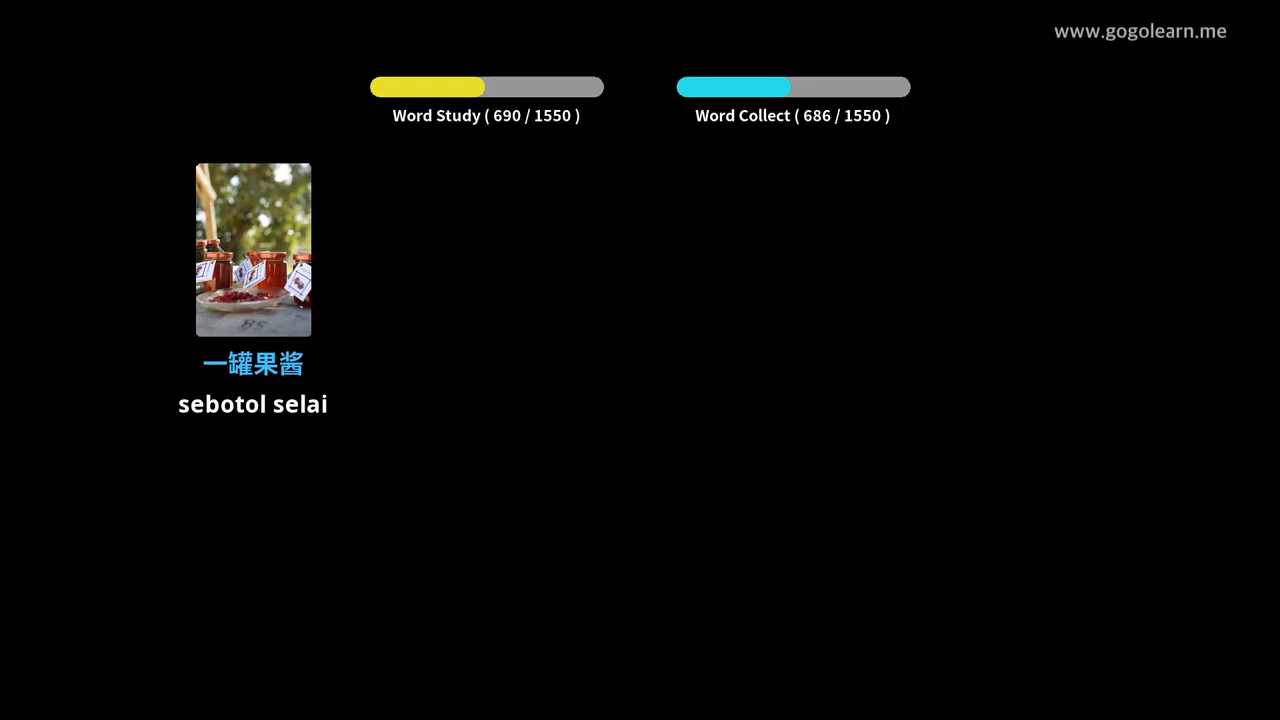 www.gogolearn.me
Word Study ( 690 / 1550 )
Word Collect ( 686 / 1550 )
一罐果酱
sebotol selai